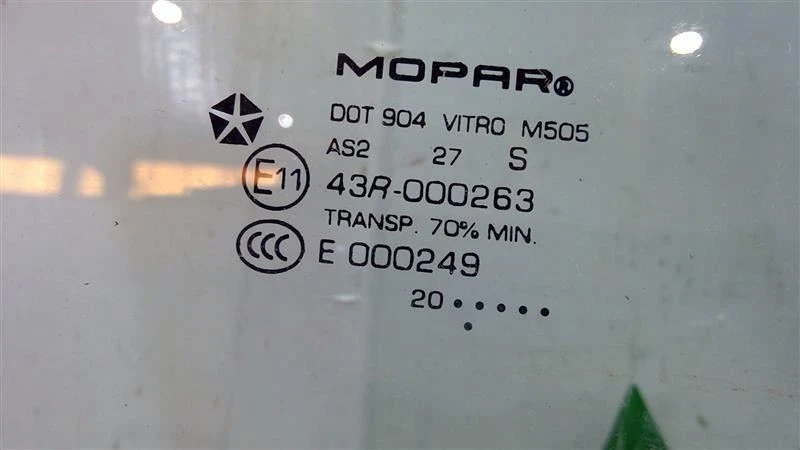 MOPAR®
DOT 904 VITRO M505
AS2 27 S
E11 43R-000263
TRANSP. 70% MIN.
CCC E 000249
20 • • • • •
•